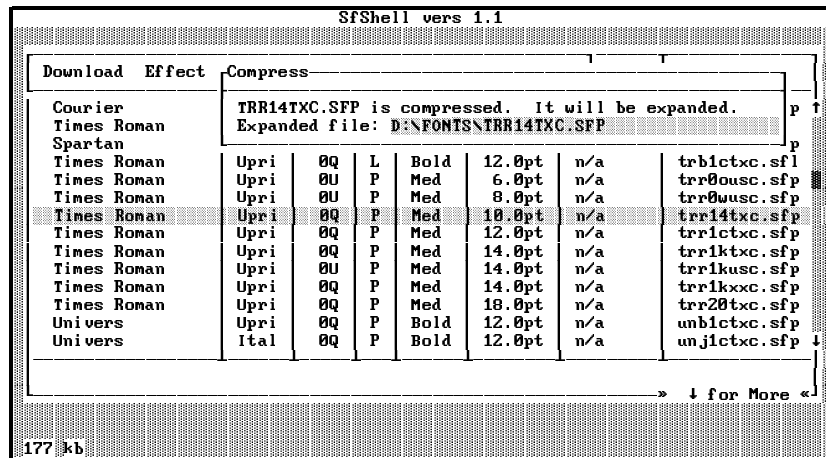 SfShell vers 1.1
Download Effect Compress
Courier TRR14TXC.SFP is compressed. It will be expanded. p ↑
Times Roman Expanded file: D:\FONTS\TRR14TXC.SFP
Spartan p
Times Roman Upri 0Q L Bold 12.0pt n/a trb1ctxc.sfl
Times Roman Upri 0U P Med 6.0pt n/a trr0ousc.sfp
Times Roman Upri 0U P Med 8.0pt n/a trr0wusc.sfp
Times Roman Upri 0Q P Med 10.0pt n/a trr14txc.sfp
Times Roman Upri 0Q P Med 12.0pt n/a trr1ctxc.sfp
Times Roman Upri 0Q P Med 14.0pt n/a trr1ktxc.sfp
Times Roman Upri 0U P Med 14.0pt n/a trr1kusc.sfp
Times Roman Upri 0Q P Med 14.0pt n/a trr1kxxc.sfp
Times Roman Upri 0Q P Med 18.0pt n/a trr20txc.sfp
Univers Upri 0Q P Bold 12.0pt n/a unb1ctxc.sfp
Univers Ital 0Q P Bold 12.0pt n/a unj1ctxc.sfp ↓
» ↓ for More «
177 kb